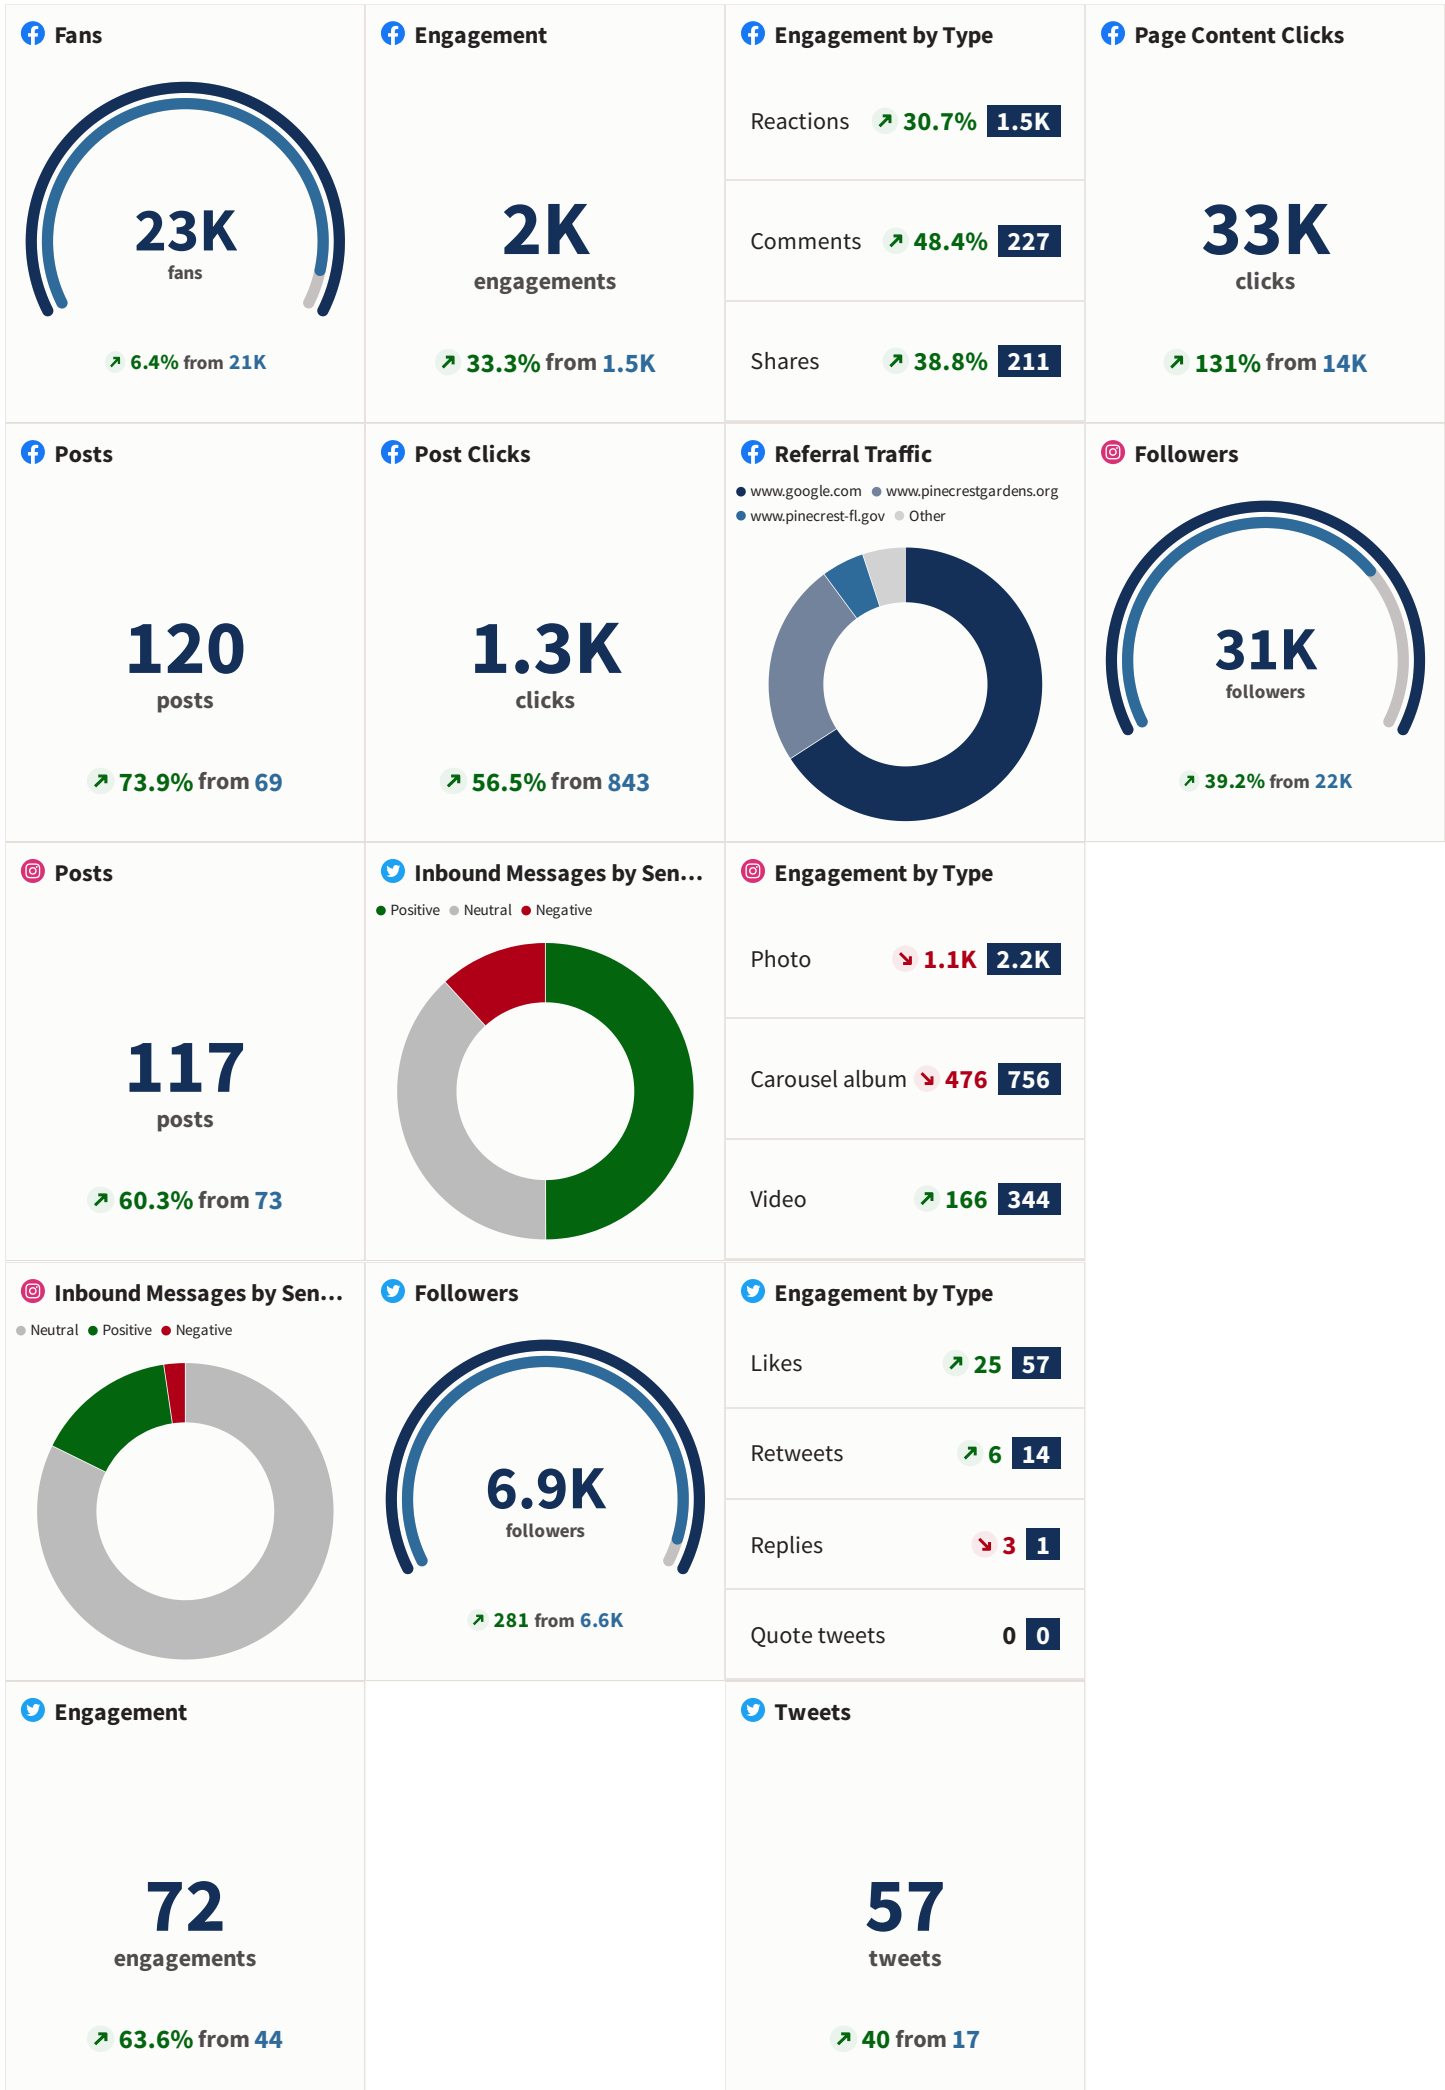 Fans
23K
fans
6.4% from 21K
Engagement
2K
engagements
33.3% from 1.5K
Engagement by Type
Reactions 30.7% 1.5K
Comments 48.4% 227
Shares 38.8% 211
Page Content Clicks
33K
clicks
131% from 14K
Posts
120
posts
73.9% from 69
Post Clicks
1.3K
clicks
56.5% from 843
Referral Traffic
www.google.com www.pinecrestgardens.org
www.pinecrest-fl.gov Other
Followers
31K
followers
39.2% from 22K
Posts
117
posts
60.3% from 73
Inbound Messages by Sen...
Positive Neutral Negative
Engagement by Type
Photo 1.1K 2.2K
Carousel album 476 756
Video 166 344
Inbound Messages by Sen...
Neutral Positive Negative
Followers
6.9K
followers
281 from 6.6K
Engagement by Type
Likes 25 57
Retweets 6 14
Replies 3 1
Quote tweets 0 0
Engagement
72
engagements
63.6% from 44
Tweets
57
tweets
40 from 17